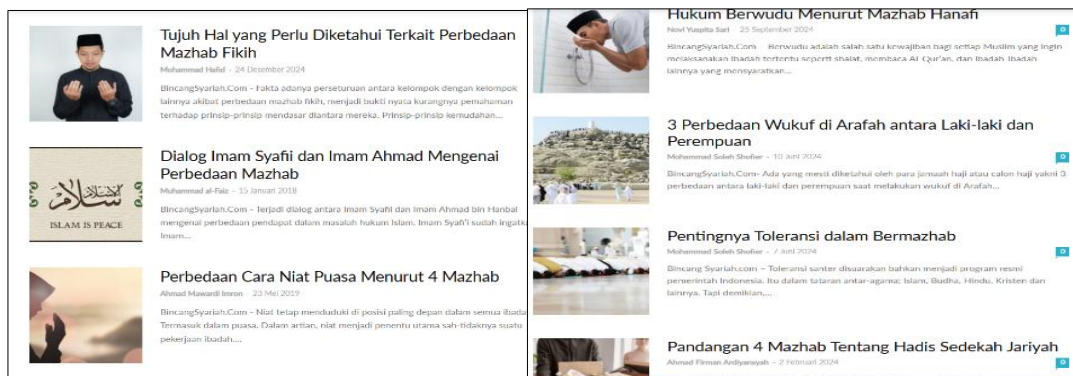 Tujuh Hal yang Perlu Diketahui Terkait Perbedaan
Mazhab Fikih
Muhammad Hafid - 24 Desember 2024
BincangSyariah.Com - Fakta adanya perseturuan antara kelompok dengan kelompok
lainnya akibat perbedaan mazhab fikih, menjadi bukti nyata kurangnya pemahaman
terhadap prinsip-prinsip mendasar diantara mereka. Prinsip-prinsip kemudahan...
Dialog Imam Syafii dan Imam Ahmad Mengenai
Perbedaan Mazhab
Muhammad al-Faiz - 15 Januari 2018
BincangSyariah.Com - Terjadi dialog antara Imam Syafii dan Imam Ahmad bin Hanbal
mengenai perbedaan pendapat dalam masalah hukum Islam. Imam Syafi'i sudah ingatk
Imam...
ISLAM IS PEACE
Perbedaan Cara Niat Puasa Menurut 4 Mazhab
Ahmad Mawardi Imron - 23 Mei 2019
BincangSyariah.Com - Niat tetap menduduki di posisi paling depan dalam semua ibada
Termasuk dalam puasa. Dalam artian, niat menjadi penentu utama sah-tidaknya suatu
pekerjaan ibadah....
Hukum Berwudu Menurut Mazhab Hanafi
Novi Yuspita Sari - 25 September 2024
0
BincangSyariah.Com - Berwudu adalah salah satu kewajiban bagi setiap Muslim yang ingin
melaksanakan ibadah tertentu seperti shalat, membaca Al-Qur'an, dan ibadah-ibadah
lainnya yang mensyaratkan...
3 Perbedaan Wukuf di Arafah antara Laki-laki dan
Perempuan
Mohammad Soleh Shofier - 10 Juni 2024
0
BincangSyariah.Com- Ada yang mesti diketahui oleh para jamaah haji atau calon haji yakni 3
perbedaan antara laki-laki dan perempuan saat melakukan wukuf di Arafah...
Pentingnya Toleransi dalam Bermazhab
Mohammad Soleh Shofier - 7 Juni 2024
0
Bincang Syariah.com – Toleransi santer disuarakan bahkan menjadi program resmi
pemerintah Indonesia. Itu dalam tataran antar-agama; Islam, Budha, Hindu, Kristen dan
lainnya. Tapi demikian,...
Pandangan 4 Mazhab Tentang Hadis Sedekah Jariyah
Ahmad Firman Ardiyansyah - 2 Februari 2024
0